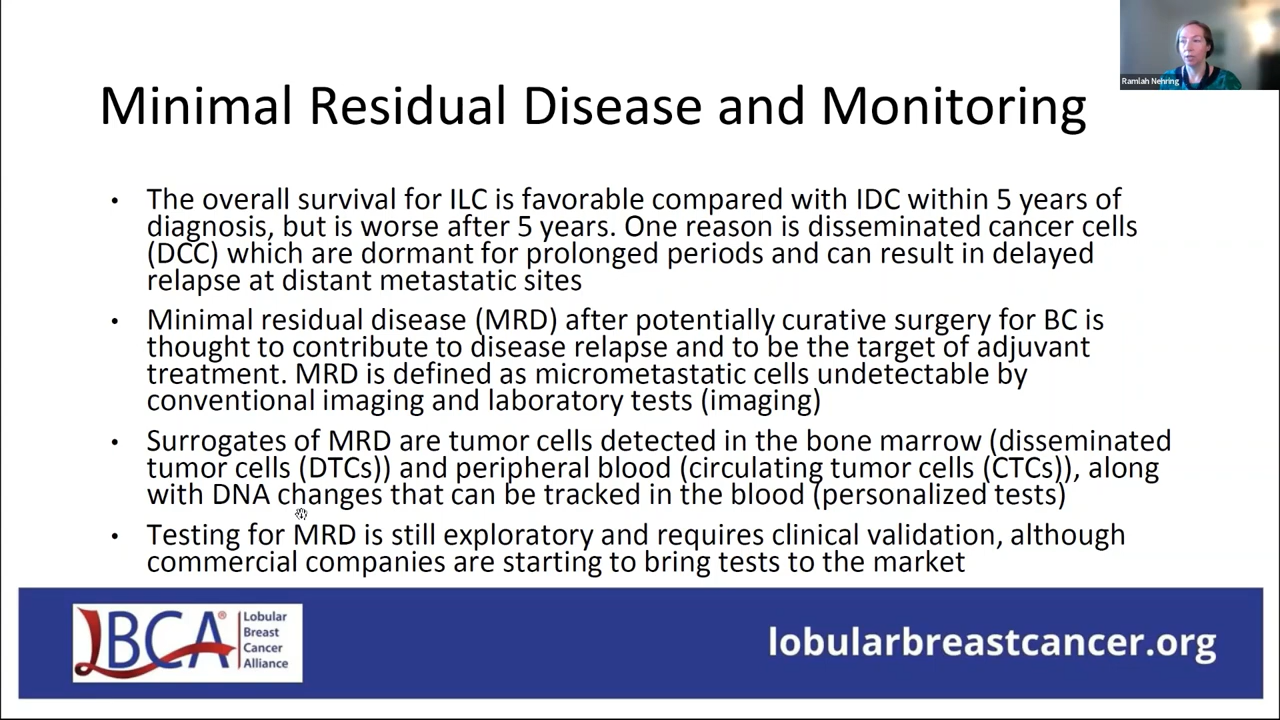 Ramlah Nehring
Minimal Residual Disease and Monitoring
• The overall survival for ILC is favorable compared with IDC within 5 years of
diagnosis, but is worse after 5 years. One reason is disseminated cancer cells
(DCC) which are dormant for prolonged periods and can result in delayed
relapse at distant metastatic sites
• Minimal residual disease (MRD) after potentially curative surgery for BC is
thought to contribute to disease relapse and to be the target of adjuvant
treatment. MRD is defined as micrometastatic cells undetectable by
conventional imaging and laboratory tests (imaging)
• Surrogates of MRD are tumor cells detected in the bone marrow (disseminated
tumor cells (DTCs)) and peripheral blood (circulating tumor cells (CTCs)), along
with DNA changes that can be tracked in the blood (personalized tests)
• Testing for MRD is still exploratory and requires clinical validation, although
commercial companies are starting to bring tests to the market
LBCA®
Lobular
Breast
Cancer
Alliance
lobularbreastcancer.org